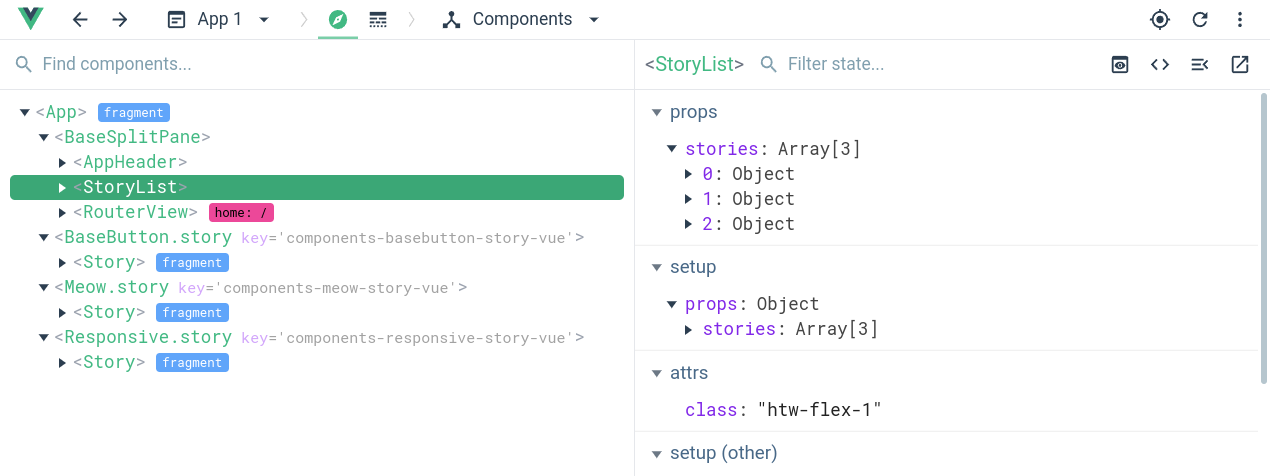 App 1
Components
Find components...
<App> fragment
<BaseSplitPane>
<AppHeader>
<StoryList>
<RouterView> home: /
<BaseButton.story key='components-basebutton-story-vue'>
<Story> fragment
<Meow.story key='components-meow-story-vue'>
<Story> fragment
<Responsive.story key='components-responsive-story-vue'>
<Story> fragment
<StoryList>
Filter state...
props
stories: Array[3]
0: Object
1: Object
2: Object
setup
props: Object
stories: Array[3]
attrs
class: "htw-flex-1"
setup (other)